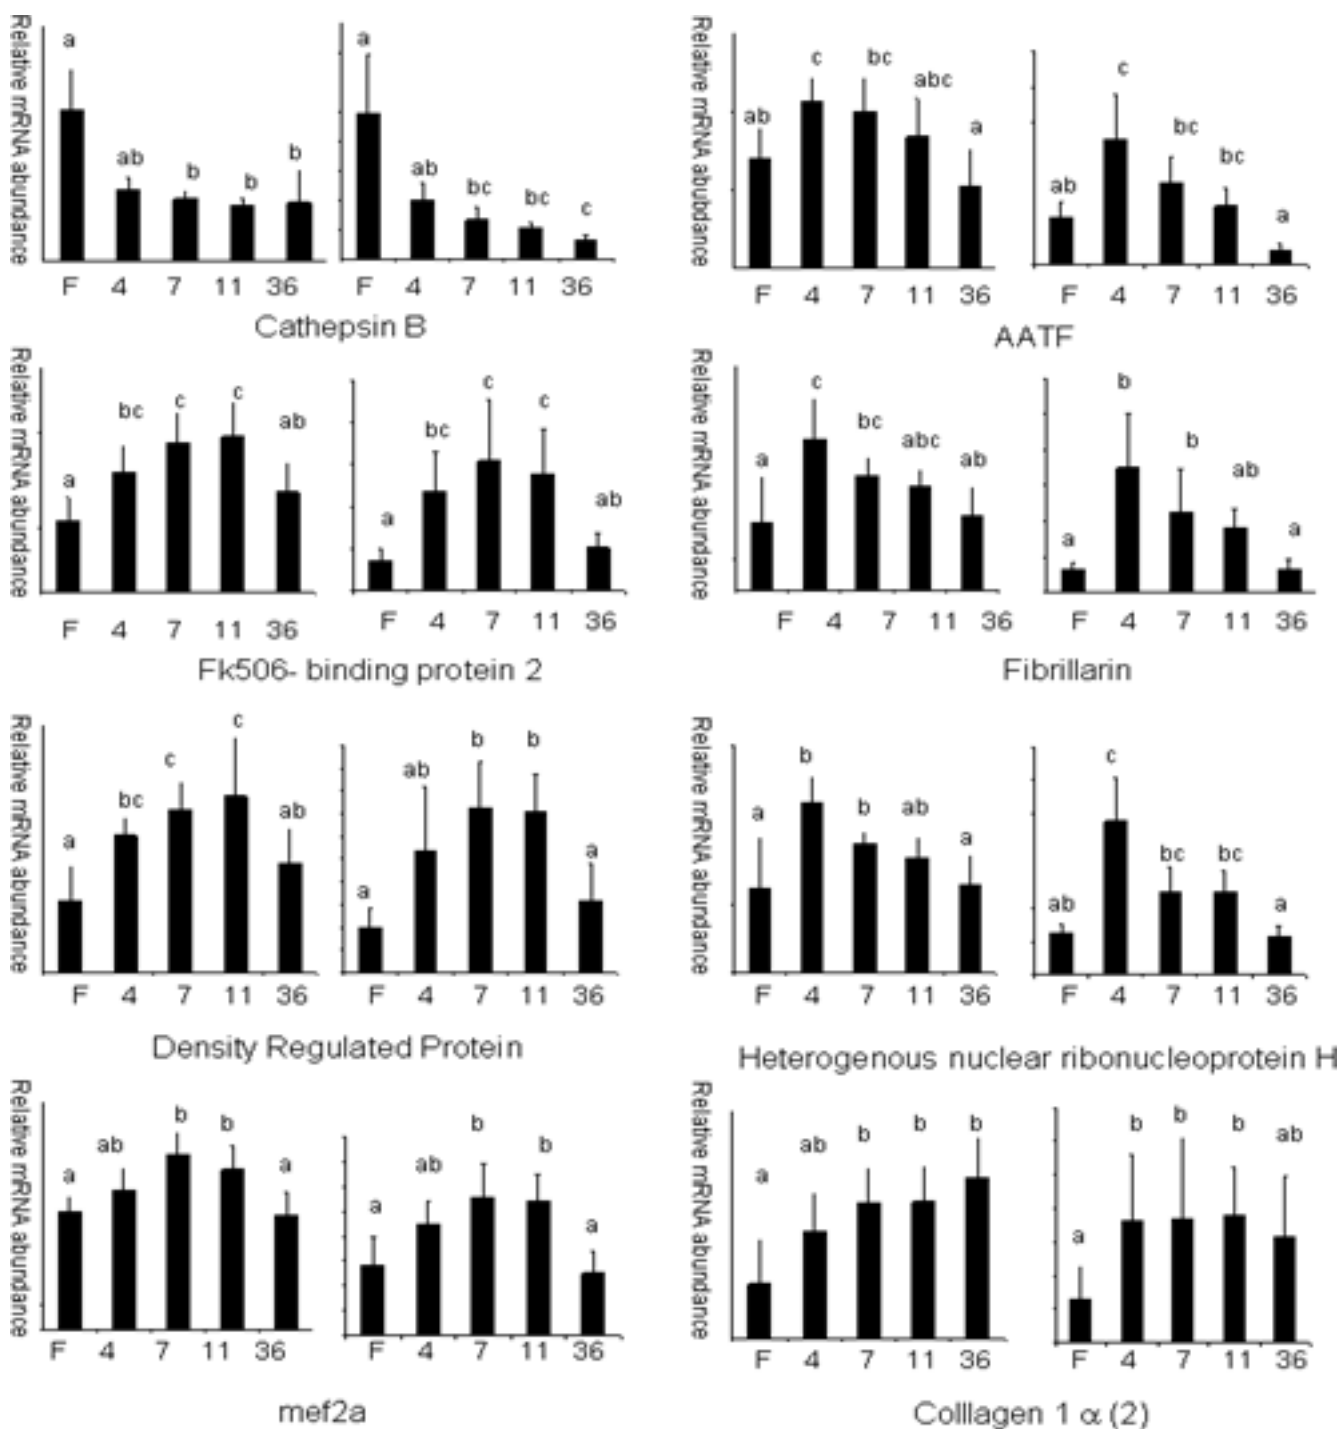 Relative mRNA abundance
a
ab
b
b
b
F 4 7 11 36
a
ab
bc
bc
c
F 4 7 11 36
Cathepsin B
Relative mRNA abubdance
ab
c
bc
abc
a
F 4 7 11 36
ab
c
bc
bc
a
F 4 7 11 36
AATF
Relative mRNA abundance
a
bc
c
c
ab
F 4 7 11 36
a
bc
c
c
ab
F 4 7 11 36
Fk506- binding protein 2
Relative mRNA abundance
a
c
bc
abc
ab
F 4 7 11 36
a
b
b
ab
a
F 4 7 11 36
Fibrillarin
Relative mRNA abundance
a
bc
c
c
ab
F 4 7 11 36
a
ab
b
b
a
F 4 7 11 36
Density Regulated Protein
Relative mRNA abundance
a
b
b
ab
a
F 4 7 11 36
ab
c
bc
bc
a
F 4 7 11 36
Heterogenous nuclear ribonucleoprotein H
Relative mRNA abundance
a
ab
b
b
a
F 4 7 11 36
a
ab
b
b
a
F 4 7 11 36
mef2a
Relative mRNA abundance
a
ab
b
b
b
F 4 7 11 36
a
b
b
b
ab
F 4 7 11 36
Colllagen 1 α (2)